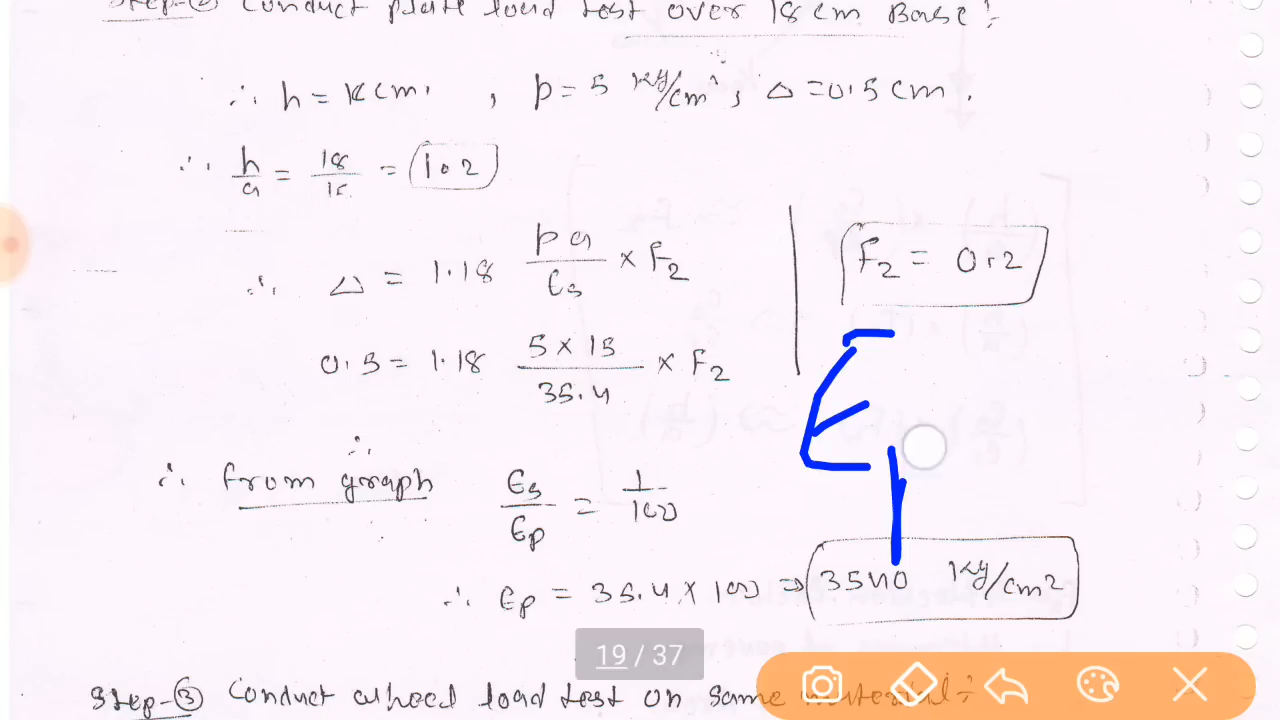 Step-② Conduct plate load test over 18 cm Base:-
∴ h = 18 cm, , p = 5 Kg/cm², Δ = 0.5 cm.
∴ h/a = 18/15 = 1.2
∴ Δ = 1.18 pa/Es × F2
F2 = 0.2
0.5 = 1.18 5×15/35.4 × F2
E
∴ from graph Es/Ep = 1/100
∴ Ep = 35.4 × 100 ⇒ 3540 Kg/cm2
19 / 37
Step-③ Conduct wheel load test on same material:-